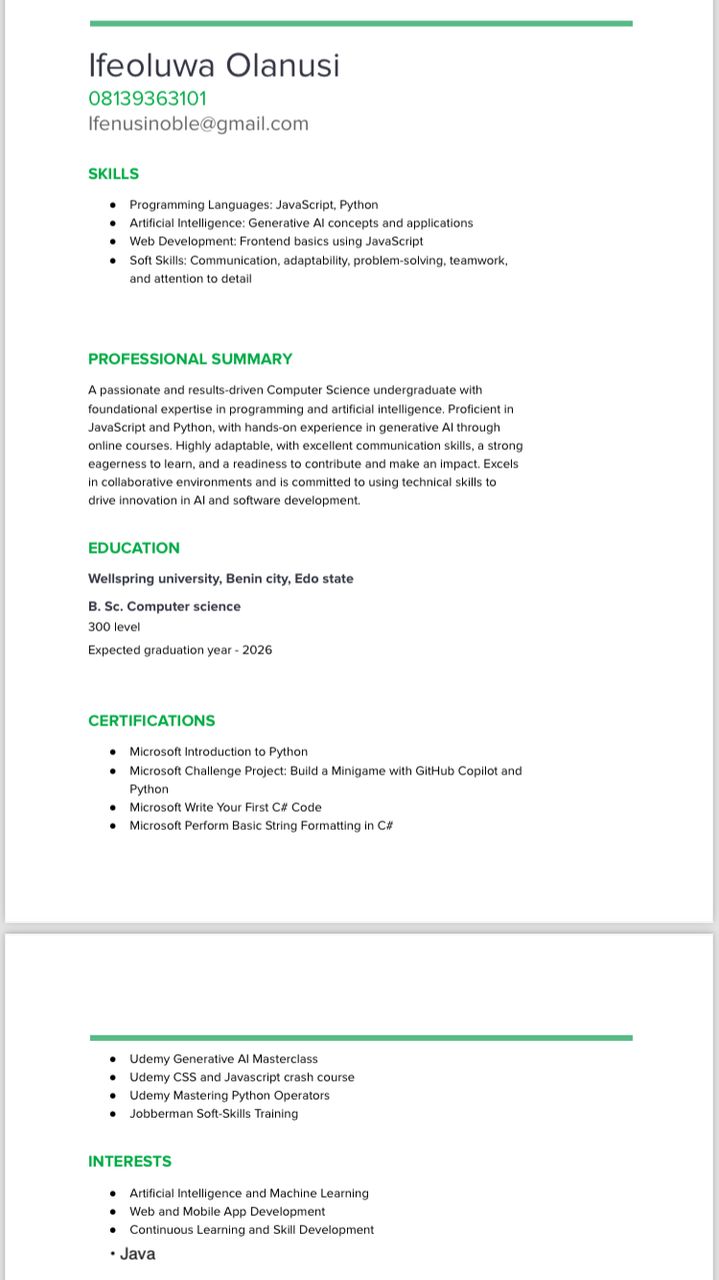 Ifeoluwa Olanusi
08139363101
Ifenusinoble@gmail.com
SKILLS
● Programming Languages: JavaScript, Python
● Artificial Intelligence: Generative AI concepts and applications
● Web Development: Frontend basics using JavaScript
● Soft Skills: Communication, adaptability, problem-solving, teamwork,
and attention to detail
PROFESSIONAL SUMMARY
A passionate and results-driven Computer Science undergraduate with
foundational expertise in programming and artificial intelligence. Proficient in
JavaScript and Python, with hands-on experience in generative AI through
online courses. Highly adaptable, with excellent communication skills, a strong
eagerness to learn, and a readiness to contribute and make an impact. Excels
in collaborative environments and is committed to using technical skills to
drive innovation in AI and software development.
EDUCATION
Wellspring university, Benin city, Edo state
B. Sc. Computer science
300 level
Expected graduation year - 2026
CERTIFICATIONS
● Microsoft Introduction to Python
● Microsoft Challenge Project: Build a Minigame with GitHub Copilot and
Python
● Microsoft Write Your First C# Code
● Microsoft Perform Basic String Formatting in C#
● Udemy Generative AI Masterclass
● Udemy CSS and Javascript crash course
● Udemy Mastering Python Operators
● Jobberman Soft-Skills Training
INTERESTS
● Artificial Intelligence and Machine Learning
● Web and Mobile App Development
● Continuous Learning and Skill Development
• Java